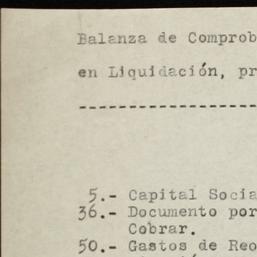 Balanza de Comprob
en Liquidación, pr
--------------------
5.- Capital Socia
36.- Documento por
Cobrar.
50.- Gastos de Reo